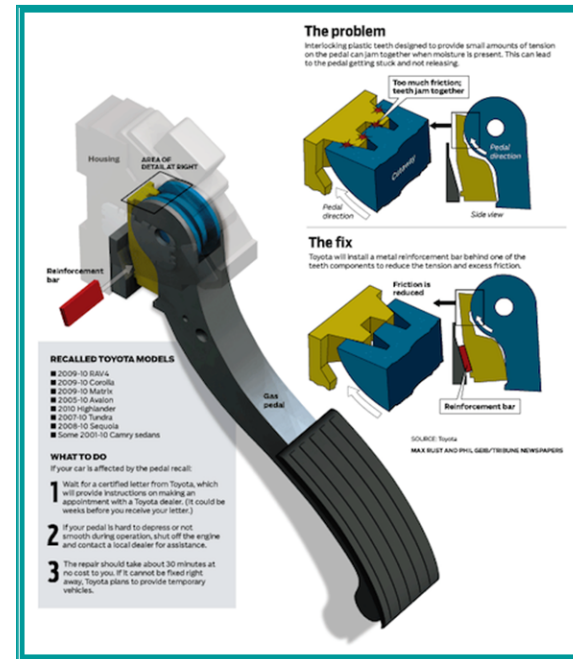 The problem
Interlocking plastic teeth designed to provide small amounts of tension
on the pedal can jam together when moisture is present. This can lead
to the pedal getting stuck and not releasing.
Too much friction;
teeth jam together
Housing
AREA OF
DETAIL AT RIGHT
Cutaway
Pedal
direction
Pedal
direction
Side view
The fix
Toyota will install a metal reinforcement bar behind one of the
teeth components to reduce the tension and excess friction.
Reinforcement
bar
Friction is
reduced
Reinforcement bar
Gas
pedal
RECALLED TOYOTA MODELS
■ 2009-10 RAV4
■ 2009-10 Corolla
■ 2009-10 Matrix
■ 2005-10 Avalon
■ 2010 Highlander
■ 2007-10 Tundra
■ 2008-10 Sequoia
■ Some 2001-10 Camry sedans
WHAT TO DO
If your car is affected by the pedal recall:
1 Wait for a certified letter from Toyota, which
will provide instructions on making an
appointment with a Toyota dealer. (It could be
weeks before you receive your letter.)
2 If your pedal is hard to depress or not
smooth during operation, shut off the engine
and contact a local dealer for assistance.
3 The repair should take about 30 minutes at
no cost to you. If it cannot be fixed right
away, Toyota plans to provide temporary
vehicles.
SOURCE: Toyota
MAX RUST AND PHIL GEIB/TRIBUNE NEWSPAPERS